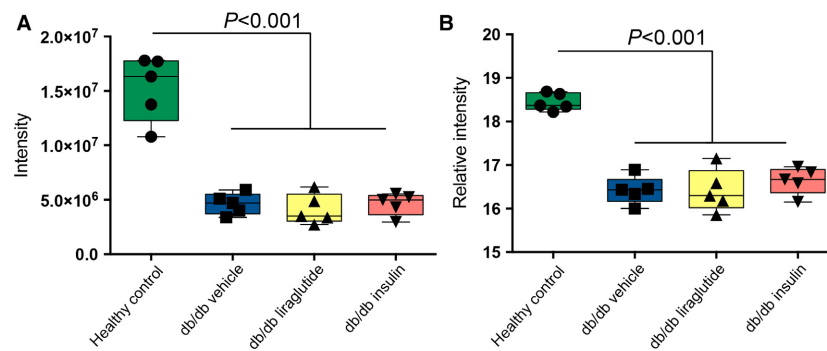 A
P<0.001
2.0×10⁷
1.5×10⁷
1.0×10⁷
5.0×10⁶
0.0
Intensity
Healthy control
db/db vehicle
db/db liraglutide
db/db insulin
B
P<0.001
20
19
18
17
16
15
Relative intensity
Healthy control
db/db vehicle
db/db liraglutide
db/db insulin